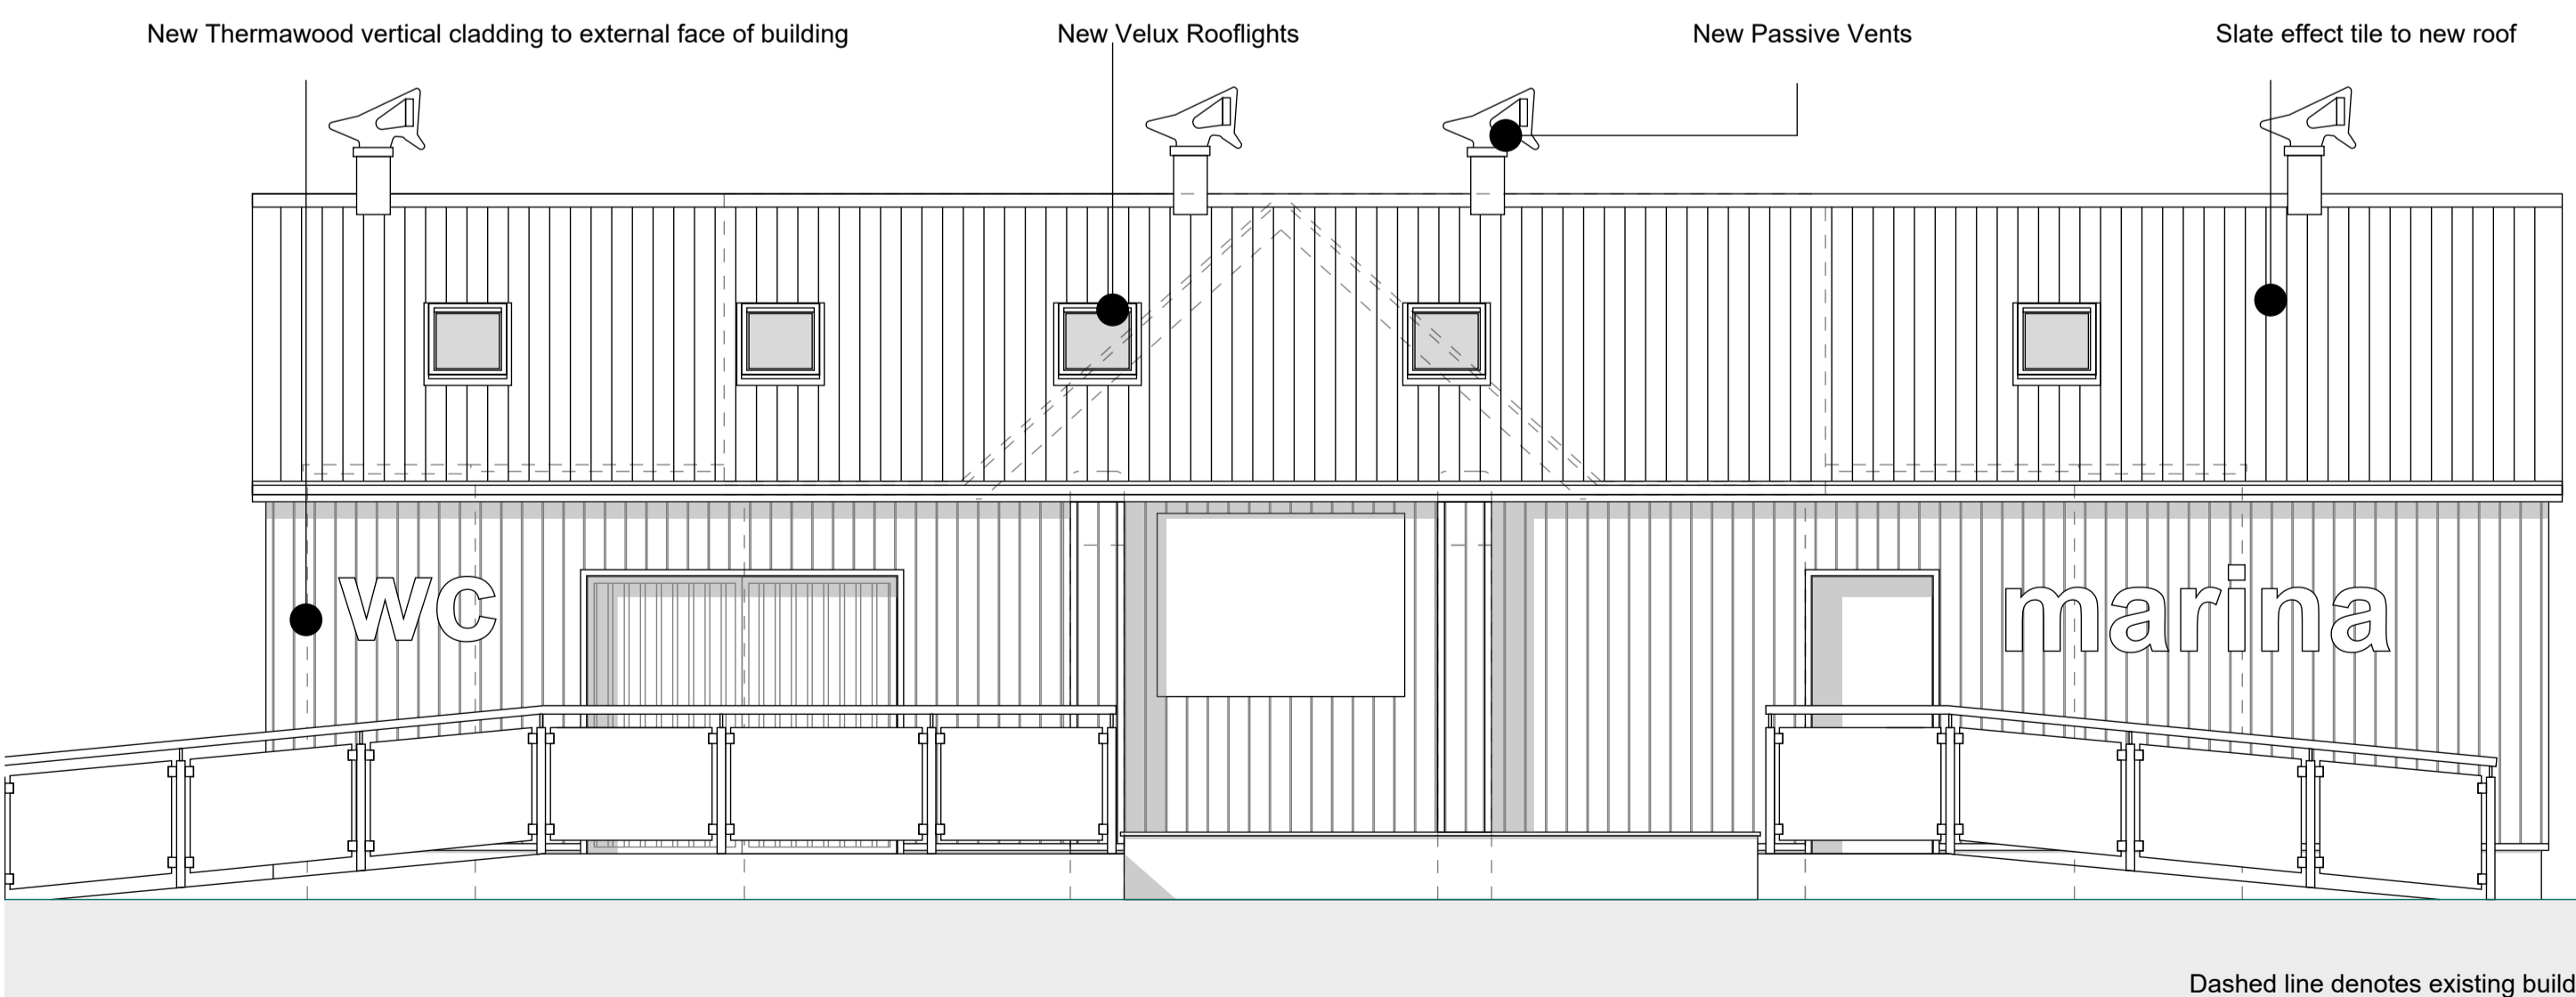 New Thermawood vertical cladding to external face of building
New Velux Rooflights
New Passive Vents
Slate effect tile to new roof
wc
marina
Dashed line denotes existing build